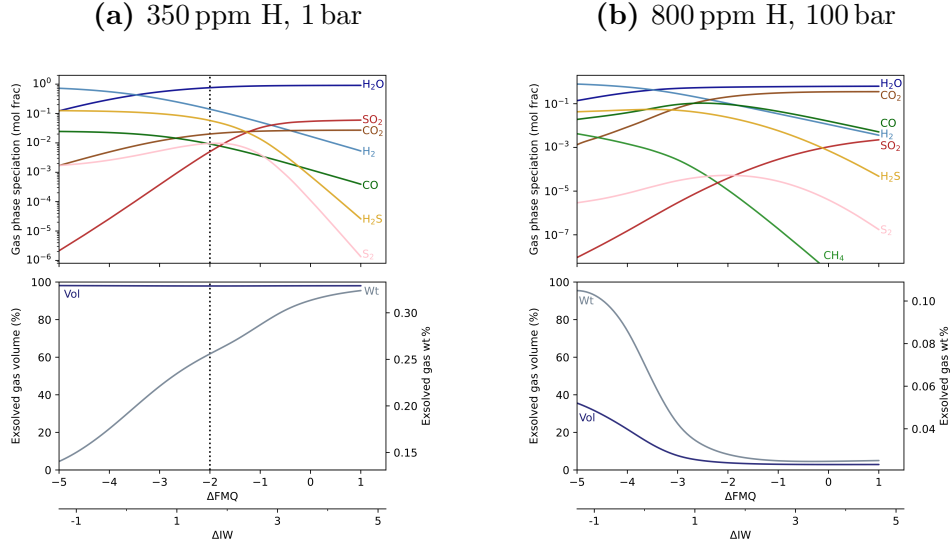 (a) 350 ppm H, 1 bar
(b) 800 ppm H, 100 bar
Gas phase speciation (mol frac)
10⁰
10⁻¹
10⁻²
10⁻³
10⁻⁴
10⁻⁵
10⁻⁶
H₂O
SO₂
CO₂
H₂
CO
H₂S
S₂
Gas phase speciation (mol frac)
10⁻¹
10⁻³
10⁻⁵
10⁻⁷
H₂O
CO₂
CO
H₂
SO₂
H₂S
S₂
CH₄
Exsolved gas volume (%)
100
80
60
40
20
0
Vol
Wt
0.30
0.25
0.20
0.15
Exsolved gas wt %
-5 -4 -3 -2 -1 0 1
ΔFMQ
-1 1 3 5
ΔIW
Exsolved gas volume (%)
100
80
60
40
20
0
Wt
Vol
0.10
0.08
0.06
0.04
Exsolved gas wt %
-5 -4 -3 -2 -1 0 1
ΔFMQ
-1 1 3 5
ΔIW